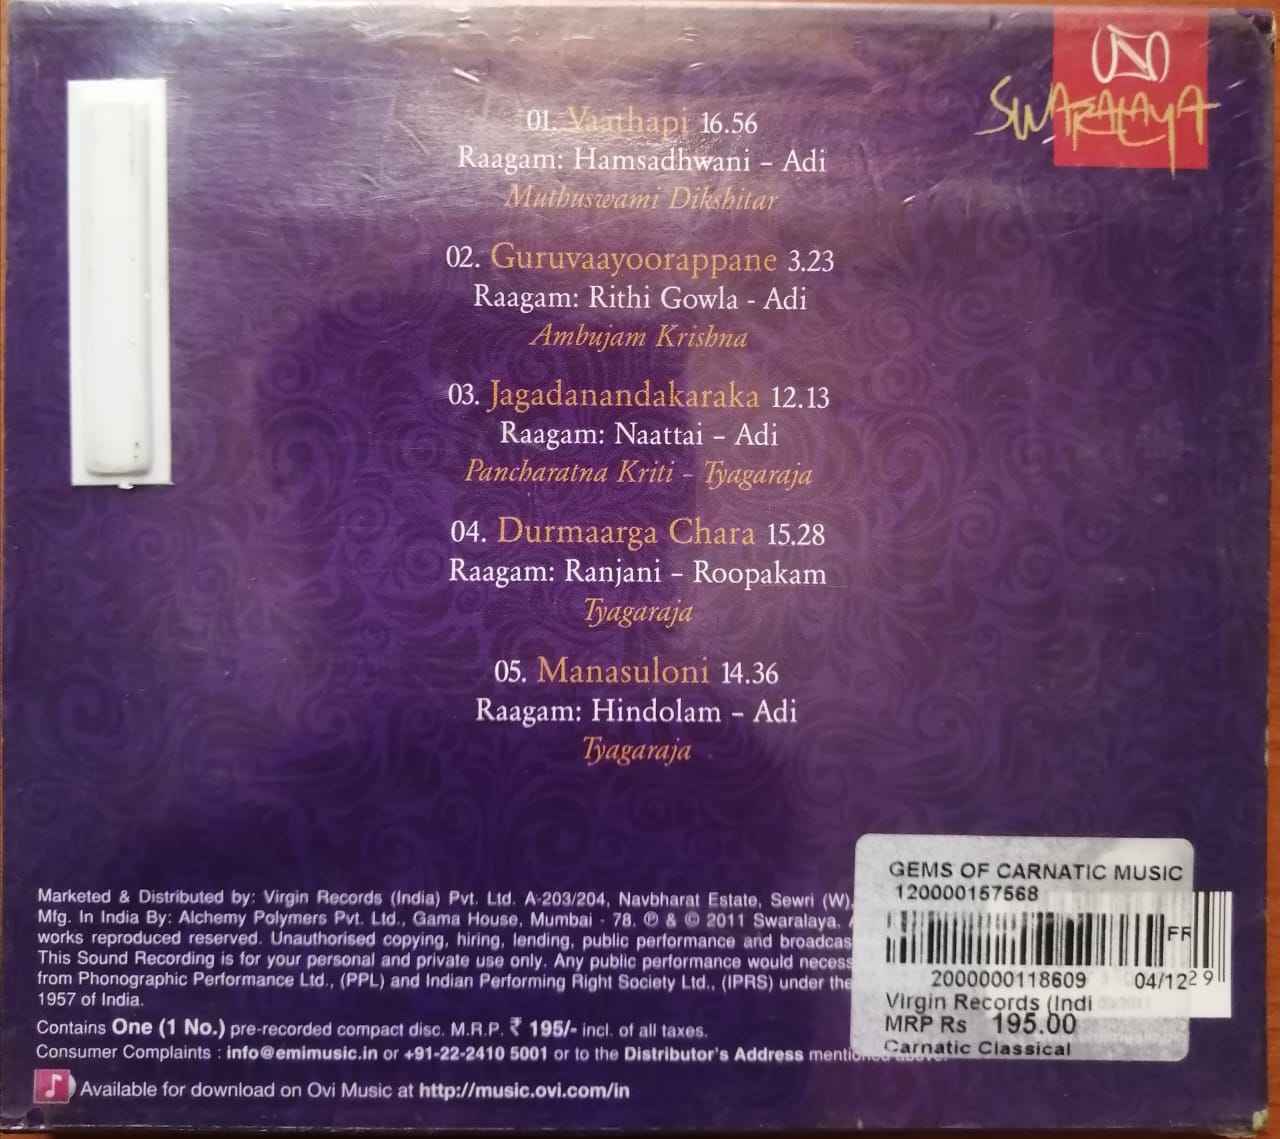 SWARALAYA
01. Vaathapi 16.56
Raagam: Hamsadhwani – Adi
Muthuswami Dikshitar
02. Guruvaayoorappane 3.23
Raagam: Rithi Gowla - Adi
Ambujam Krishna
03. Jagadanandakaraka 12.13
Raagam: Naattai – Adi
Pancharatna Kriti – Tyagaraja
04. Durmaarga Chara 15.28
Raagam: Ranjani – Roopakam
Tyagaraja
05. Manasuloni 14.36
Raagam: Hindolam – Adi
Tyagaraja
Marketed & Distributed by: Virgin Records (India) Pvt. Ltd. A-203/204, Navbharat Estate, Sewri (W).
Mfg. In India By: Alchemy Polymers Pvt. Ltd., Gama House, Mumbai - 78. ℗ & © 2011 Swaralaya.
works reproduced reserved. Unauthorised copying, hiring, lending, public performance and broadcas
This Sound Recording is for your personal and private use only. Any public performance would necess
from Phonographic Performance Ltd., (PPL) and Indian Performing Right Society Ltd., (IPRS) under the
1957 of India.
Contains One (1 No.) pre-recorded compact disc. M.R.P. ₹ 195/- incl. of all taxes.
Consumer Complaints : info@emimusic.in or +91-22-2410 5001 or to the Distributor's Address mentioned above.
Available for download on Ovi Music at http://music.ovi.com/in
GEMS OF CARNATIC MUSIC
120000157568
FR
2000000118609 04/12 29
Virgin Records (Indi
MRP Rs 195.00
Carnatic Classical